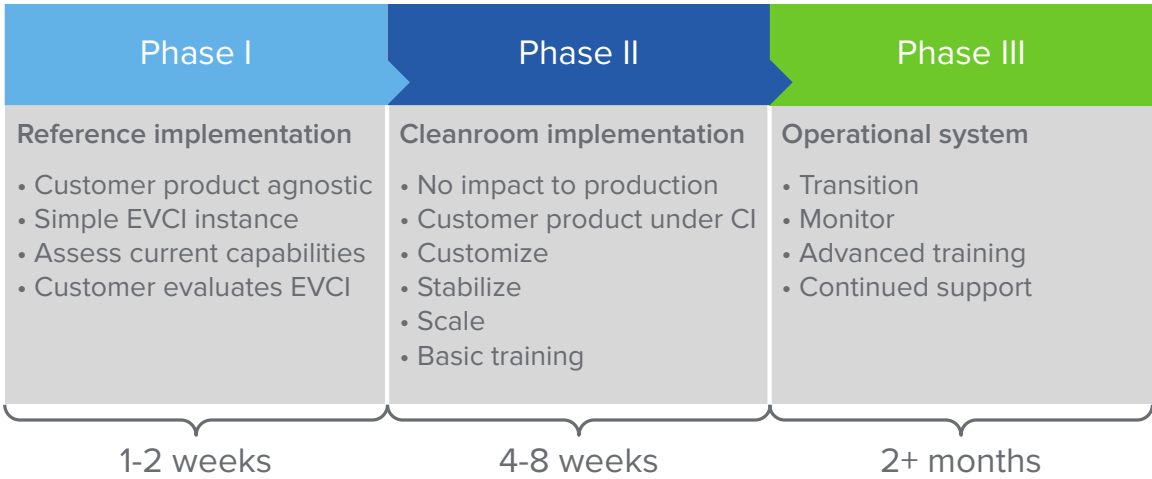 Phase I
Phase II
Phase III
Reference implementation
• Customer product agnostic
• Simple EVCI instance
• Assess current capabilities
• Customer evaluates EVCI
Cleanroom implementation
• No impact to production
• Customer product under CI
• Customize
• Stabilize
• Scale
• Basic training
Operational system
• Transition
• Monitor
• Advanced training
• Continued support
1-2 weeks
4-8 weeks
2+ months